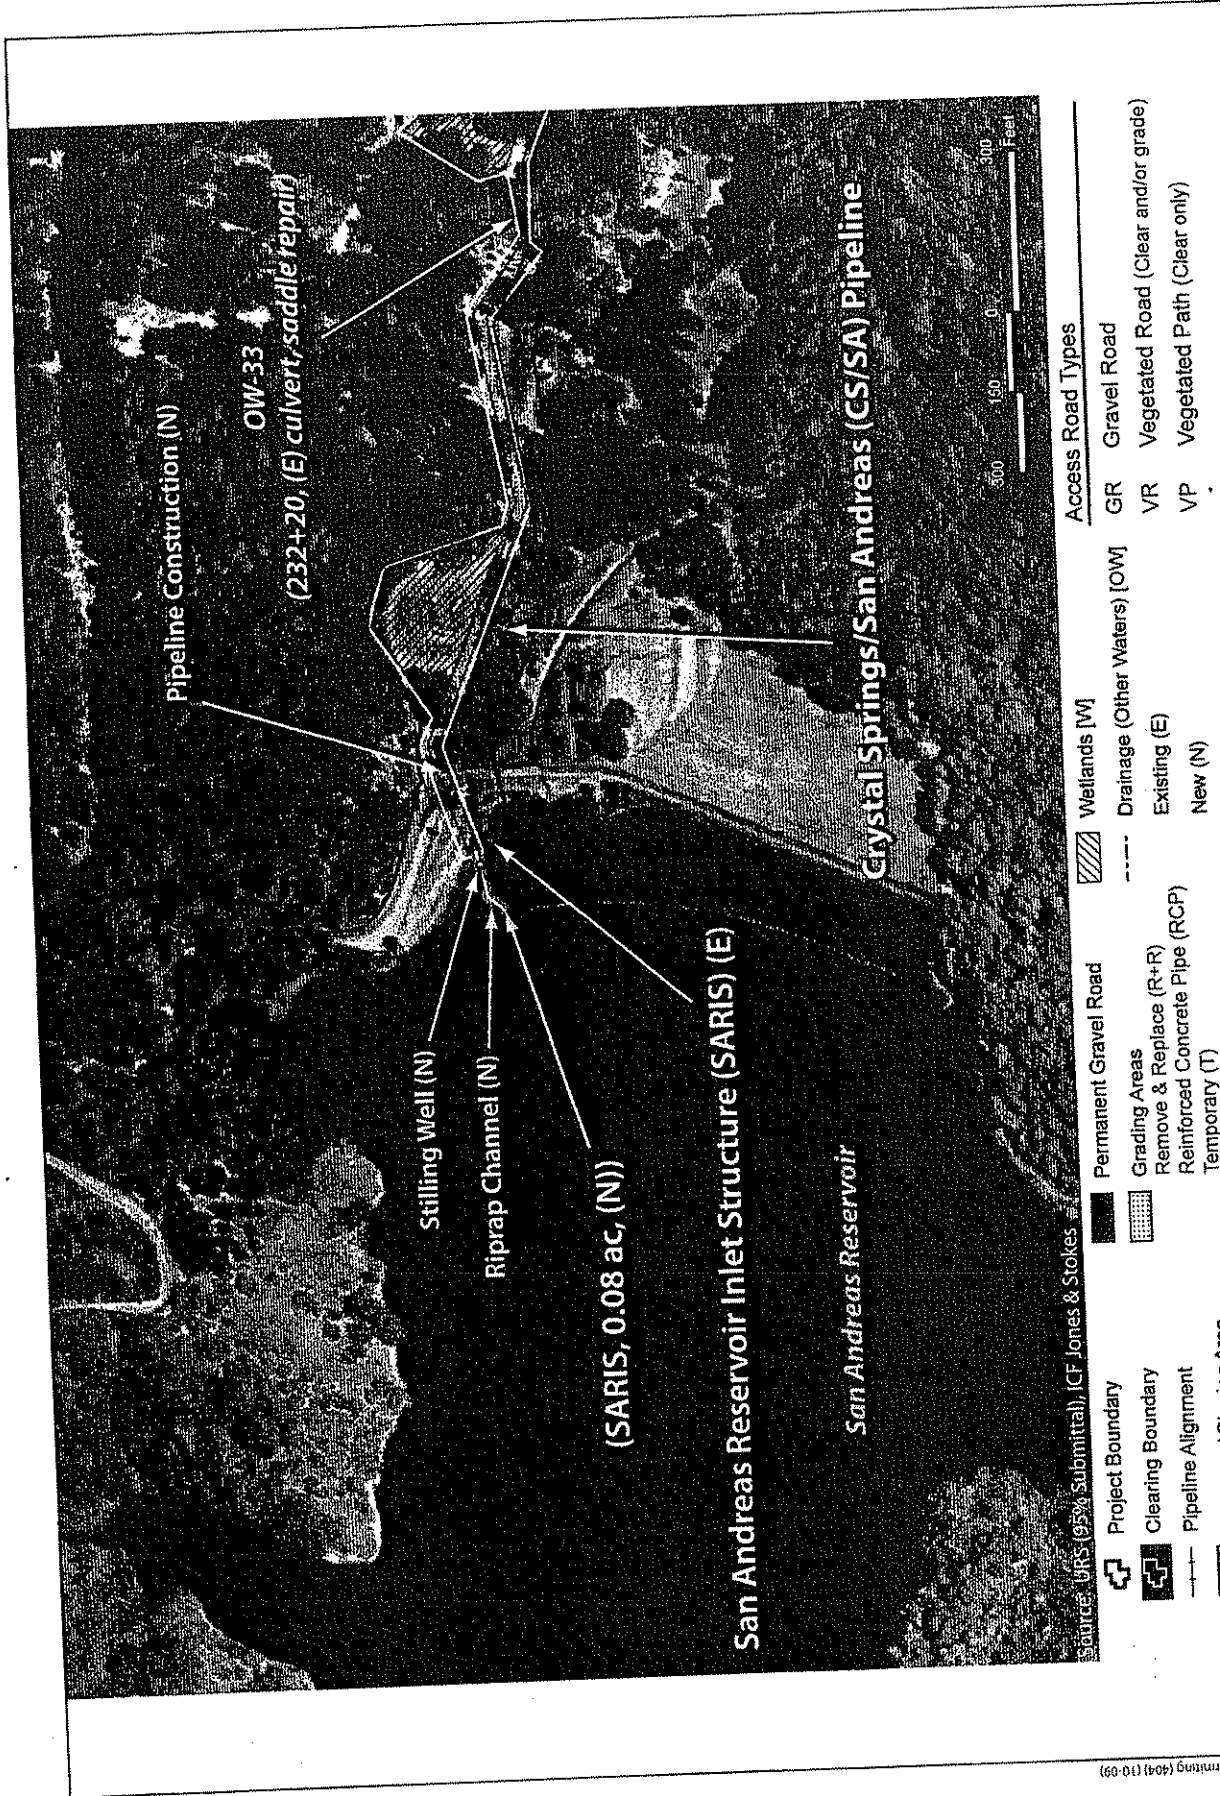 Pipeline Construction (N)
OW-33
(232+20, (E) culvert, saddle repair)
Stilling Well (N)
Riprap Channel (N)
(SARIS, 0.08 ac, (N))
San Andreas Reservoir Inlet Structure (SARIS) (E)
San Andreas Reservoir
Crystal Springs/San Andreas (CS/SA) Pipeline
300
150
0
300
Feet
Source: URS (95% Submittal), ICF Jones & Stokes
Project Boundary
Clearing Boundary
Pipeline Alignment
Permanent Gravel Road
Grading Areas
Remove & Replace (R+R)
Reinforced Concrete Pipe (RCP)
Temporary (T)
Wetlands [W]
Drainage (Other Waters) [OW]
Existing (E)
New (N)
Access Road Types
GR Gravel Road
VR Vegetated Road (Clear and/or grade)
VP Vegetated Path (Clear only)
(404) (10-09)